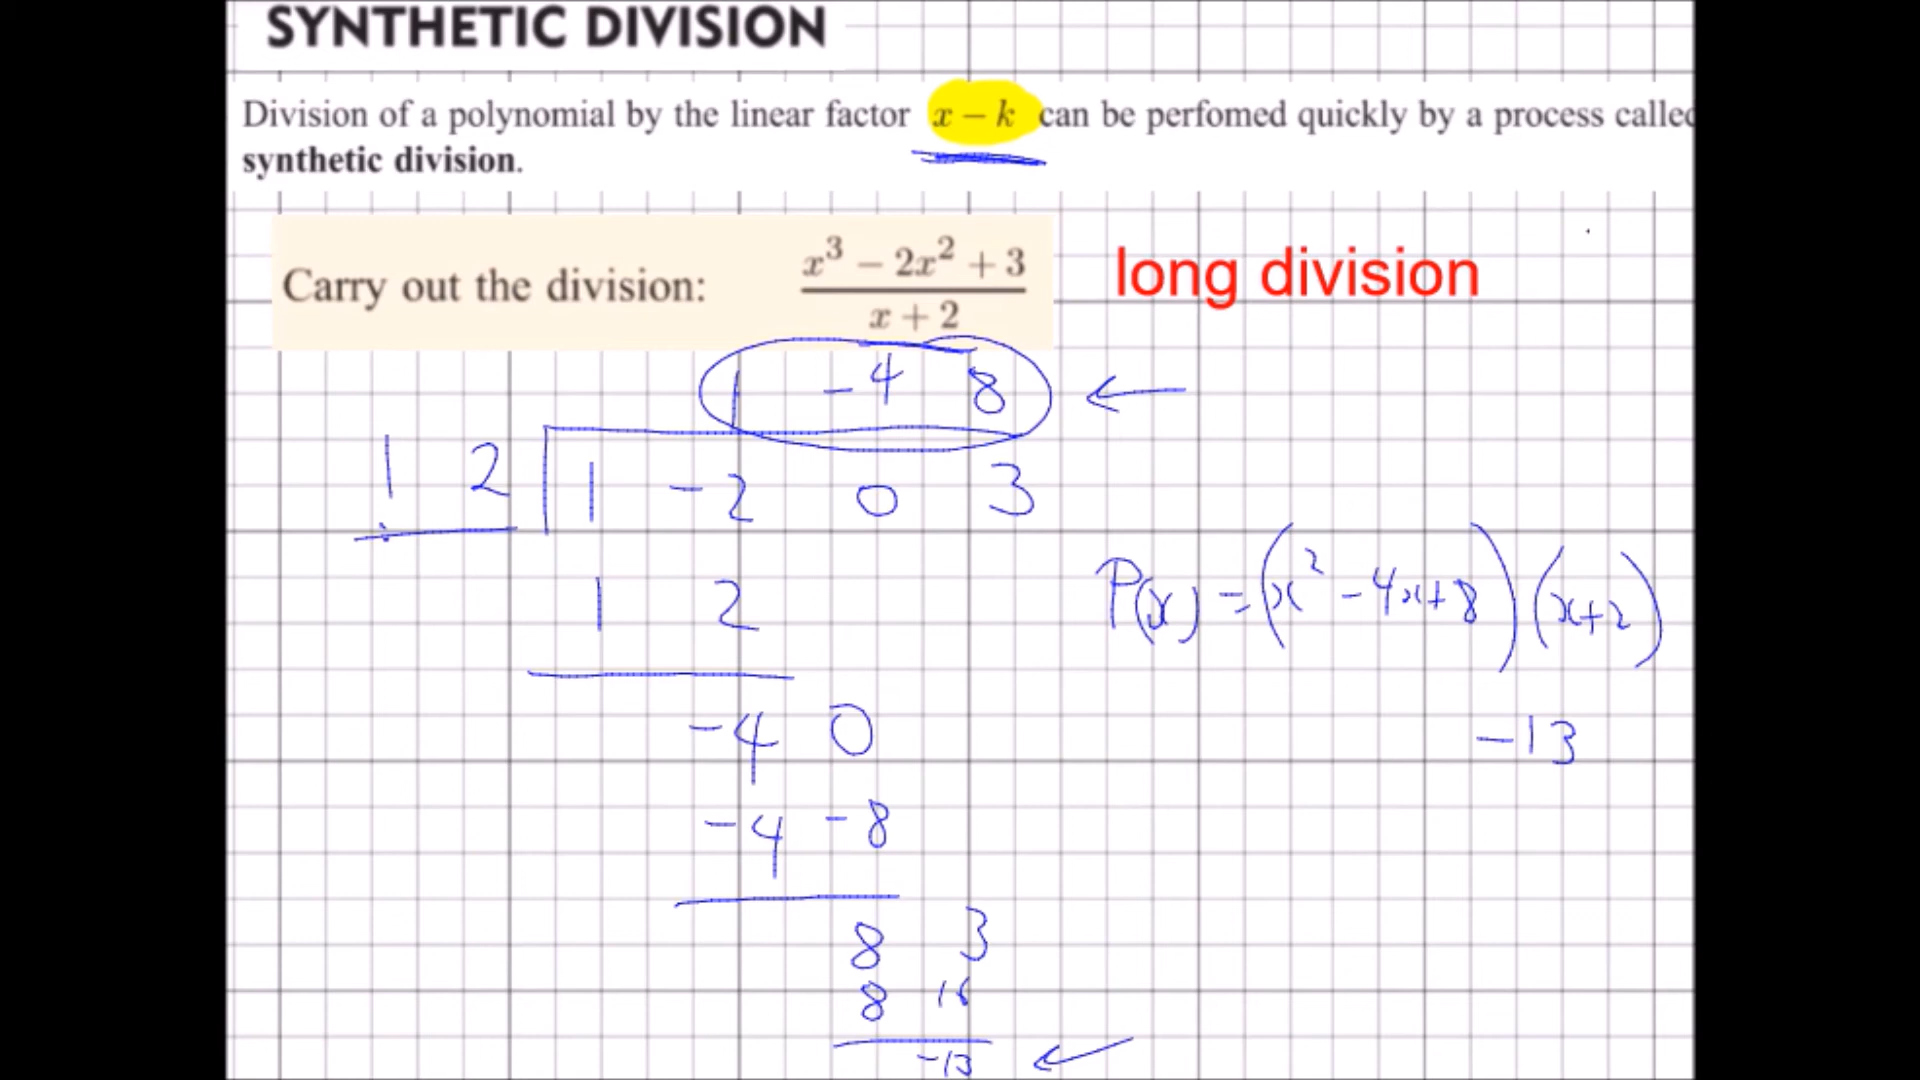 SYNTHETIC DIVISION
Division of a polynomial by the linear factor x − k can be perfomed quickly by a process called
synthetic division.
Carry out the division: x³ − 2x² + 3 / x + 2
long division
1 -4 8
1 2 1 -2 0 3
1 2
P(x) = (x² - 4x + 8)(x+2)
-13
-4 0
-4 -8
8 3
8 16
-13